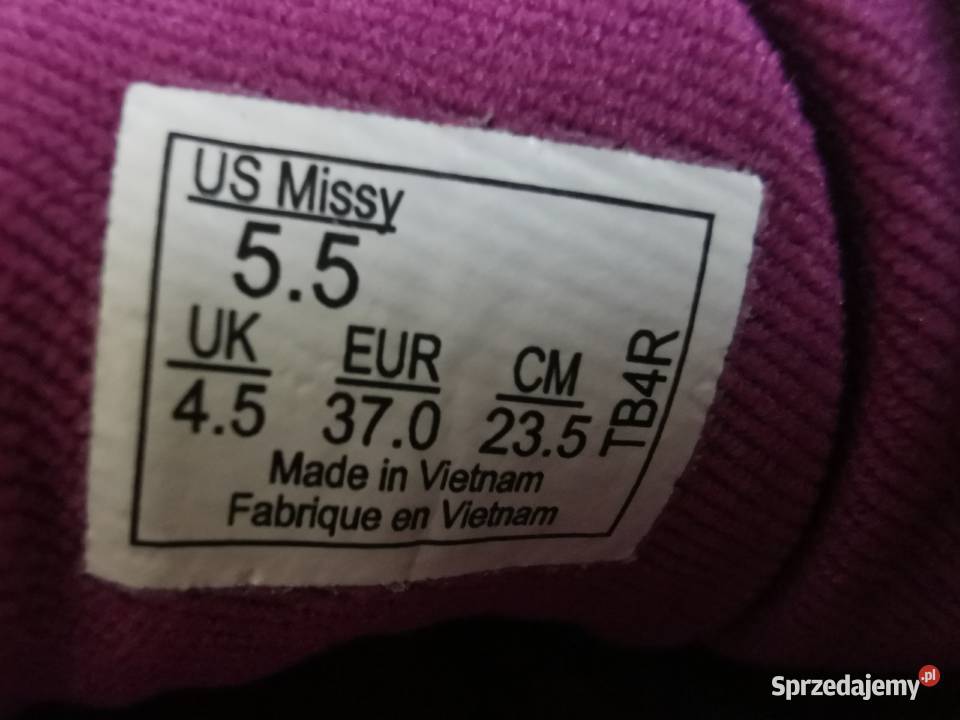 US Missy
5.5
UK EUR CM
4.5 37.0 23.5
TB4R
Made in Vietnam
Fabrique en Vietnam
Sprzedajemy.pl